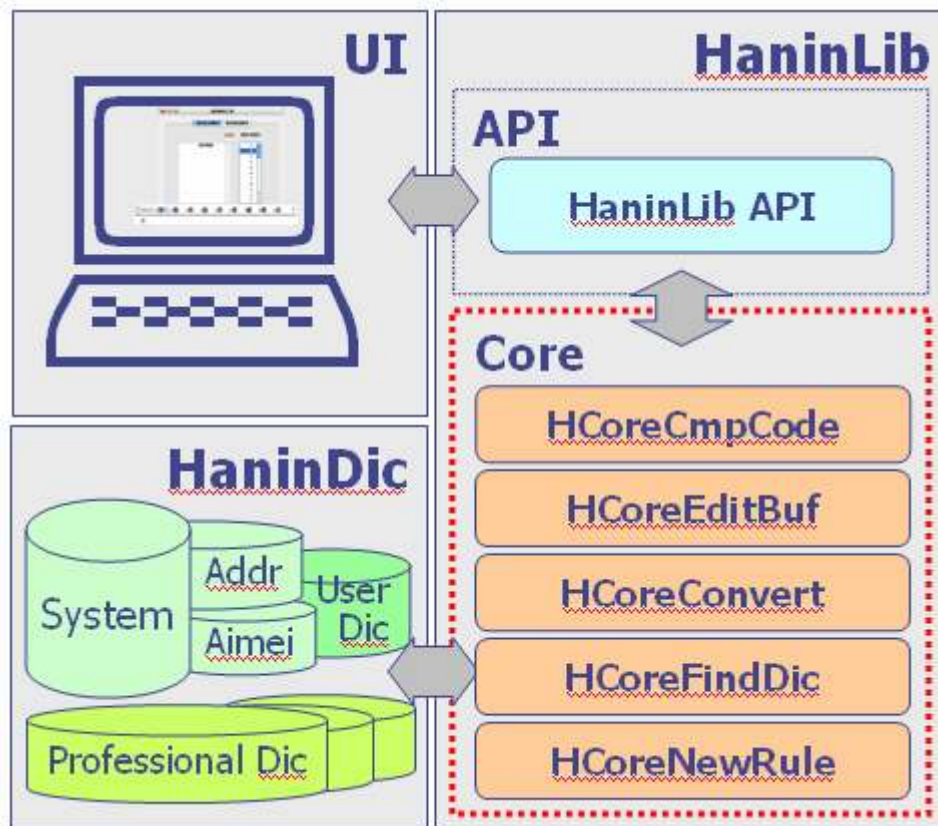 UI
HaninLib
API
HaninLib API
Core
HCoreCmpCode
HCoreEditBuf
HCoreConvert
HCoreFindDic
HCoreNewRule
HaninDic
System
Addr
Aimei
User
Dic
Professional Dic